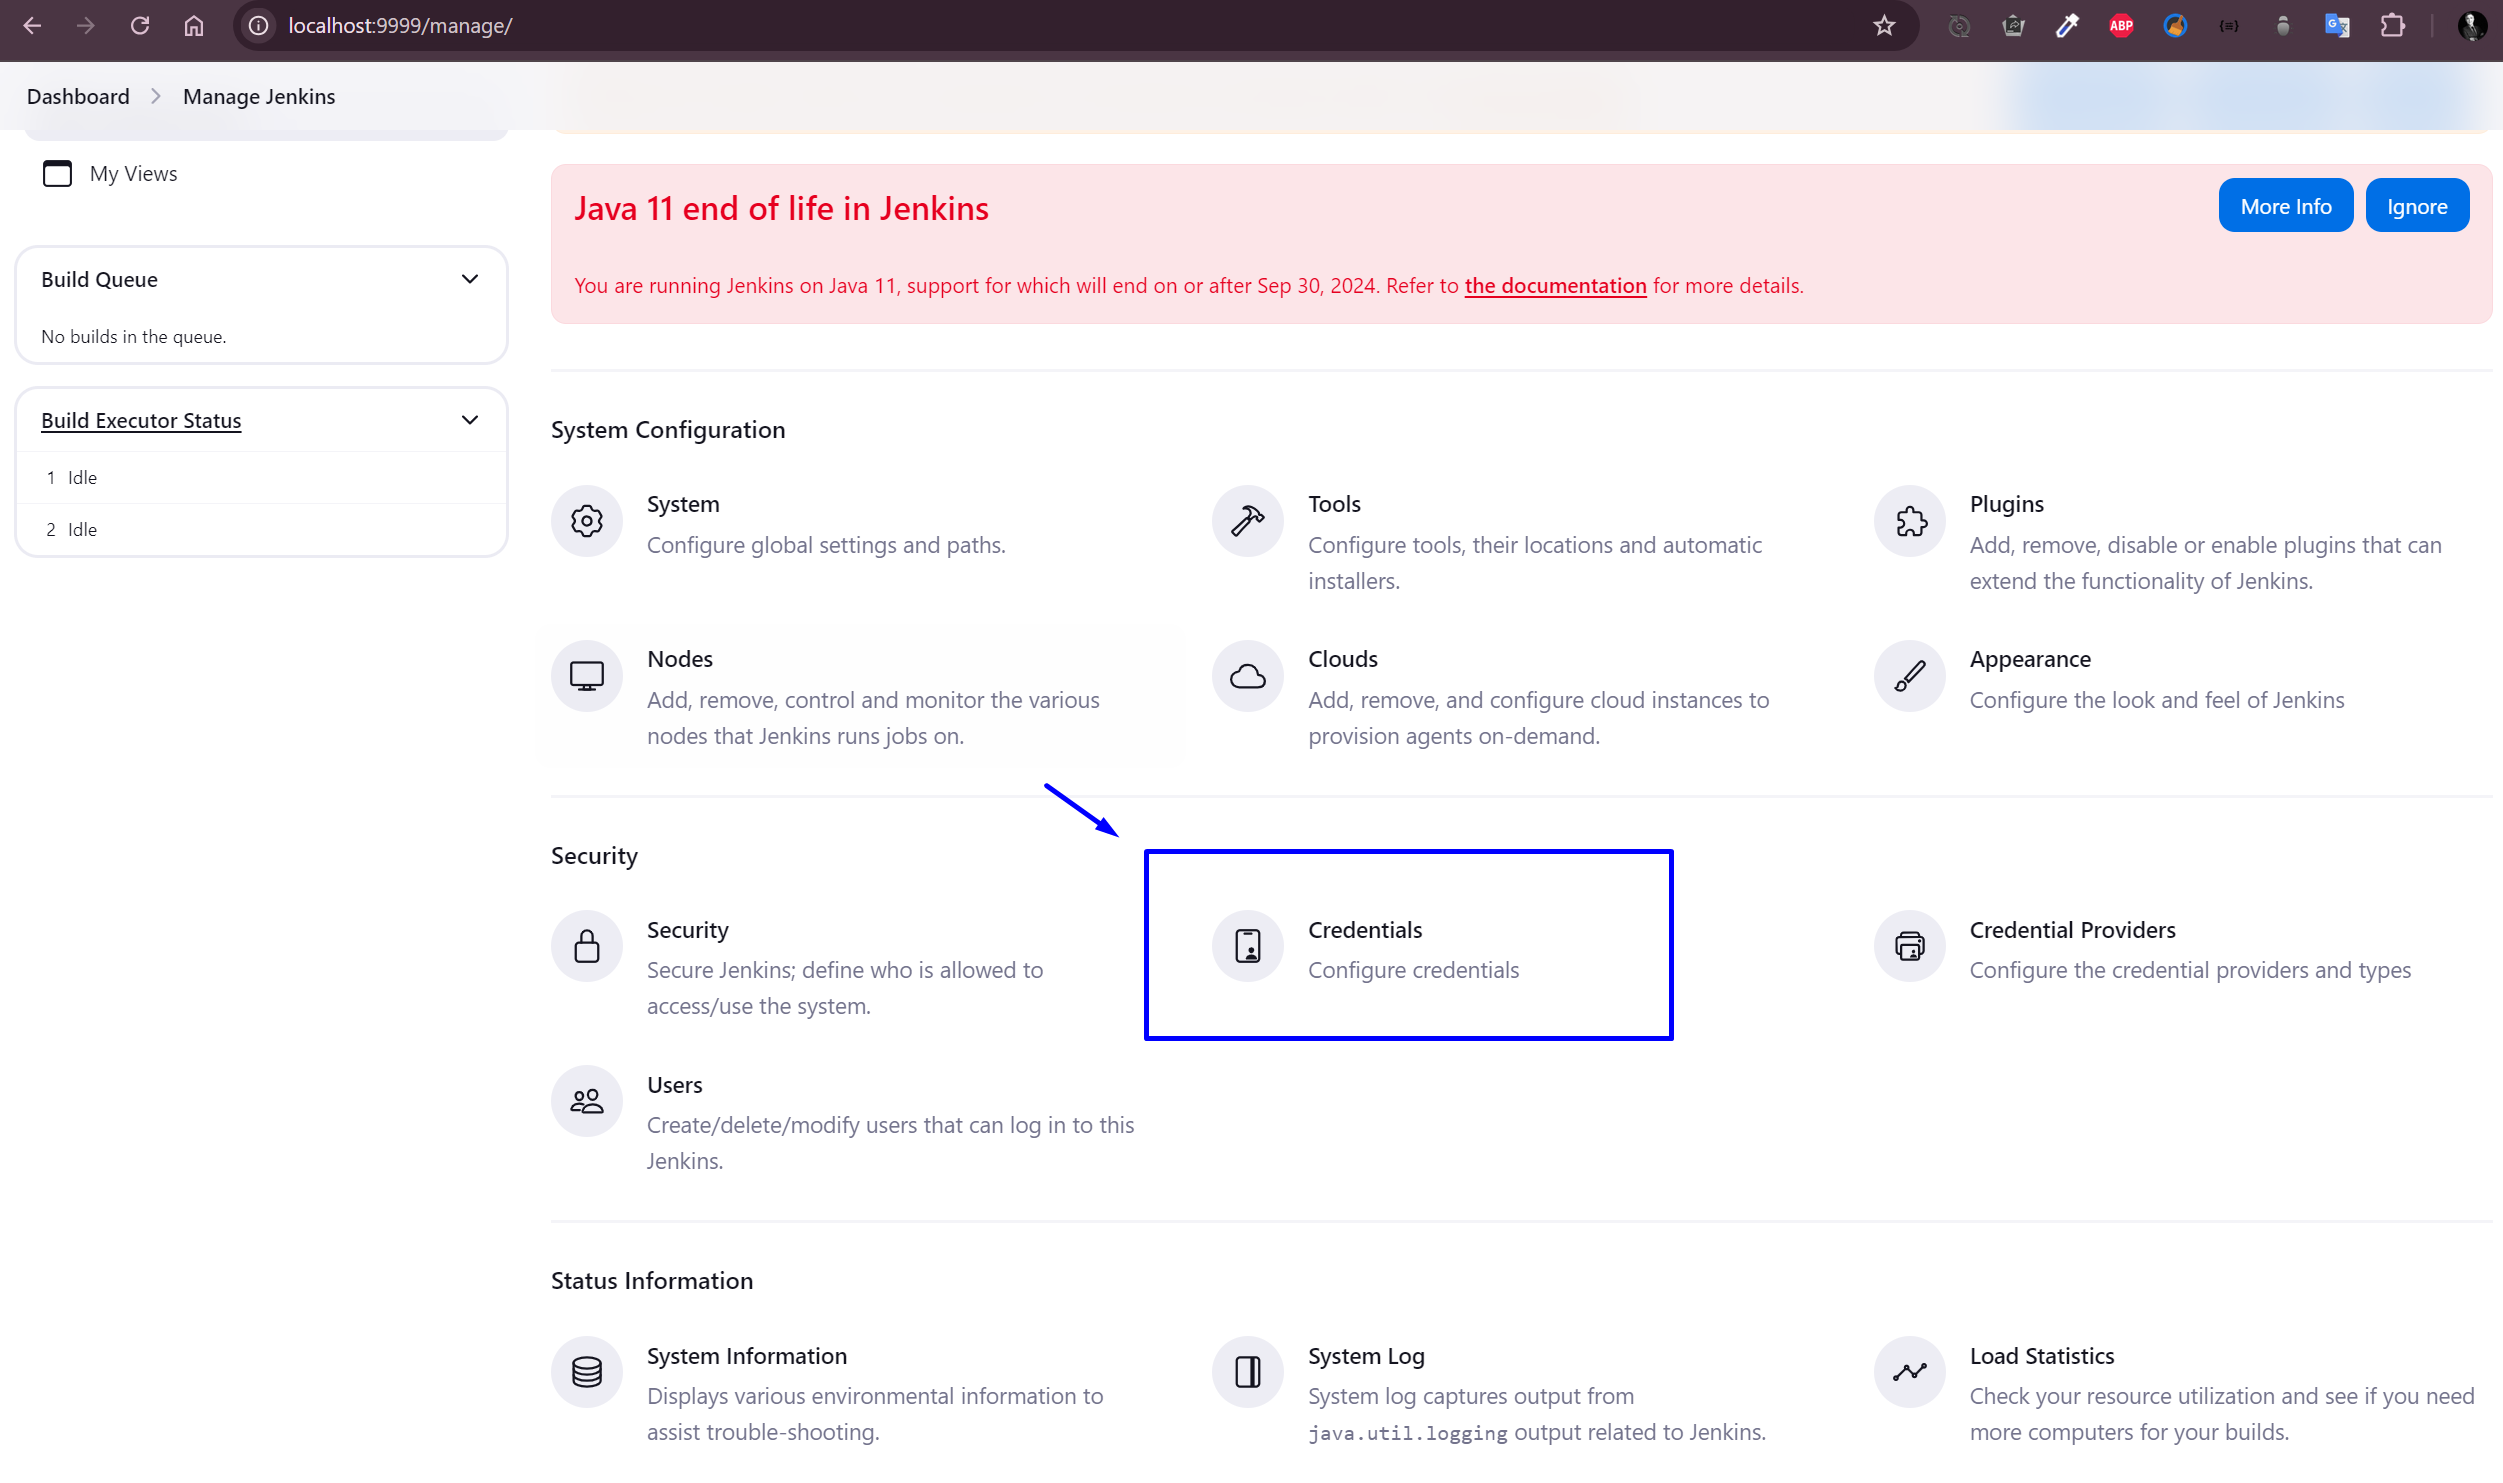 localhost:9999/manage/
ABP
Dashboard
Manage Jenkins
My Views
Build Queue
No builds in the queue.
Build Executor Status
1 Idle
2 Idle
Java 11 end of life in Jenkins
More Info
Ignore
You are running Jenkins on Java 11, support for which will end on or after Sep 30, 2024. Refer to the documentation for more details.
System Configuration
System
Configure global settings and paths.
Tools
Configure tools, their locations and automatic
installers.
Plugins
Add, remove, disable or enable plugins that can
extend the functionality of Jenkins.
Nodes
Add, remove, control and monitor the various
nodes that Jenkins runs jobs on.
Clouds
Add, remove, and configure cloud instances to
provision agents on-demand.
Appearance
Configure the look and feel of Jenkins
Security
Security
Secure Jenkins; define who is allowed to
access/use the system.
Credentials
Configure credentials
Credential Providers
Configure the credential providers and types
Users
Create/delete/modify users that can log in to this
Jenkins.
Status Information
System Information
Displays various environmental information to
assist trouble-shooting.
System Log
System log captures output from
java.util.logging output related to Jenkins.
Load Statistics
Check your resource utilization and see if you need
more computers for your builds.